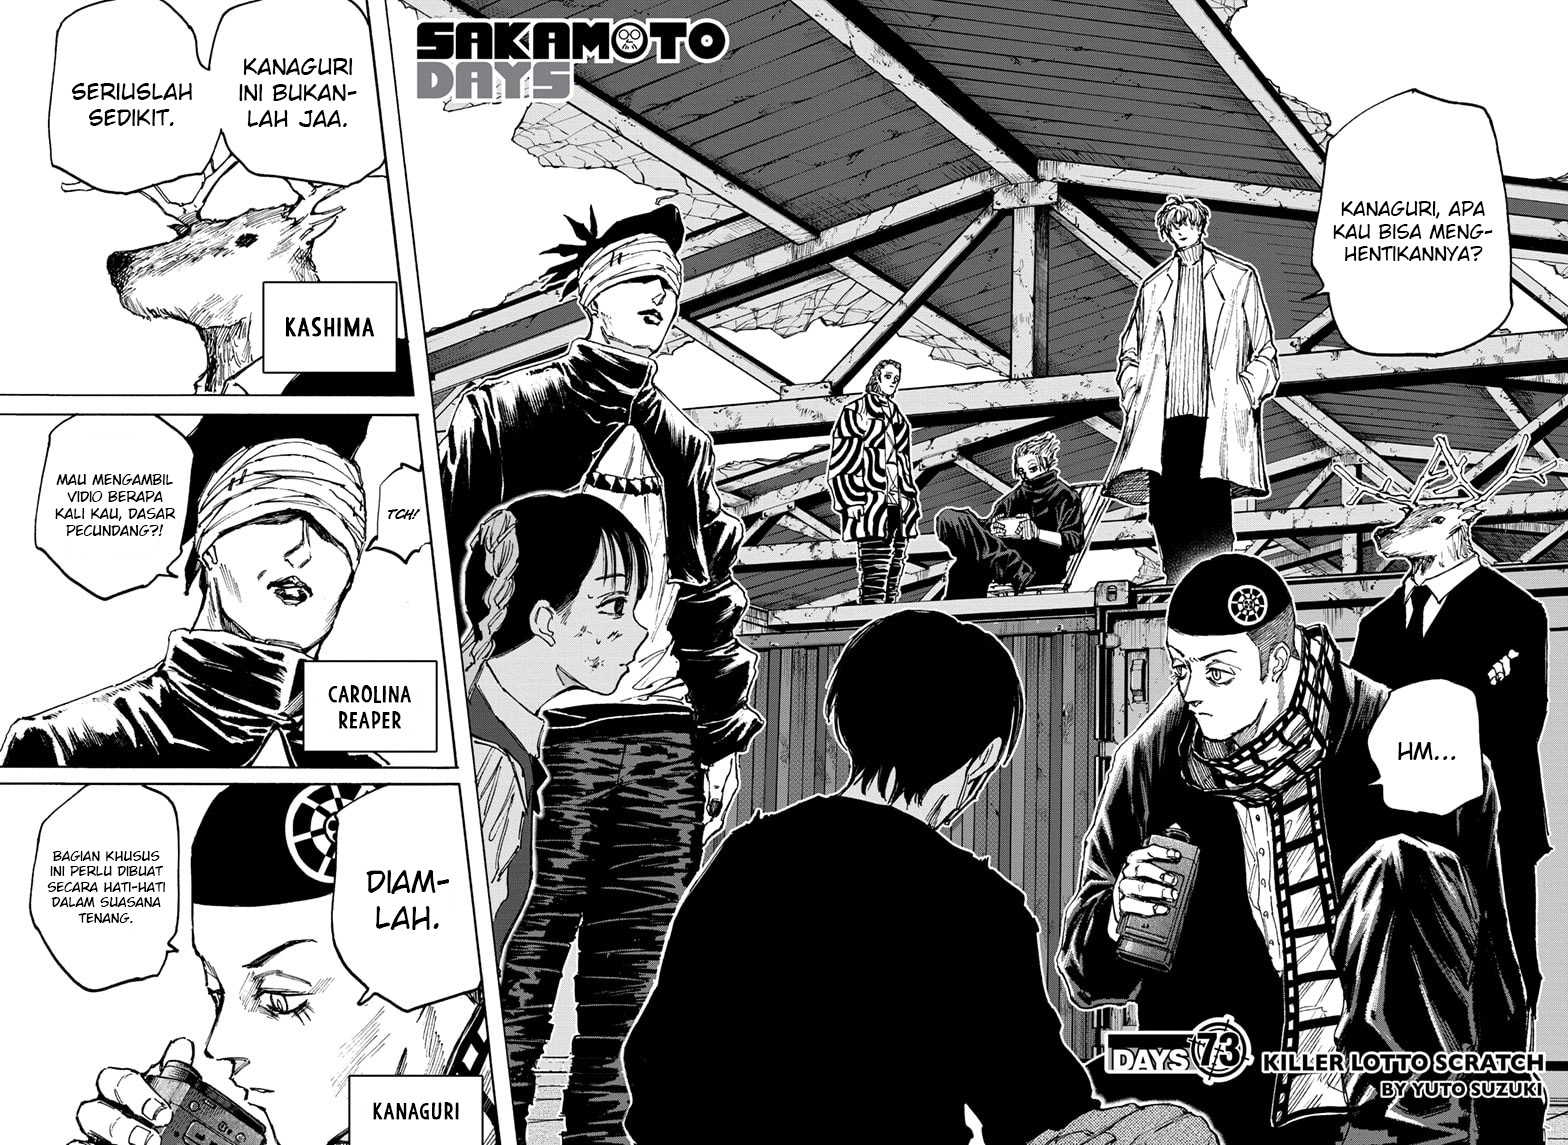 SAKAMOTO
DAYS
KANAGURI, APA
KAU BISA MENG-
HENTIKANNYA?
HM...
DAYS 73
KILLER LOTTO SCRATCH
BY YUTO SUZUKI
KANAGURI
INI BUKAN-
LAH JAA.
SERIUSLAH
SEDIKIT.
KASHIMA
TCH!
MAU MENGAMBIL
VIDIO BERAPA
KALI KAU, DASAR
PECUNDANG?!
CAROLINA
REAPER
DIAM-
LAH.
BAGIAN KHUSUS
INI PERLU DIBUAT
SECARA HATI-HATI
DALAM SUASANA
TENANG.
KANAGURI